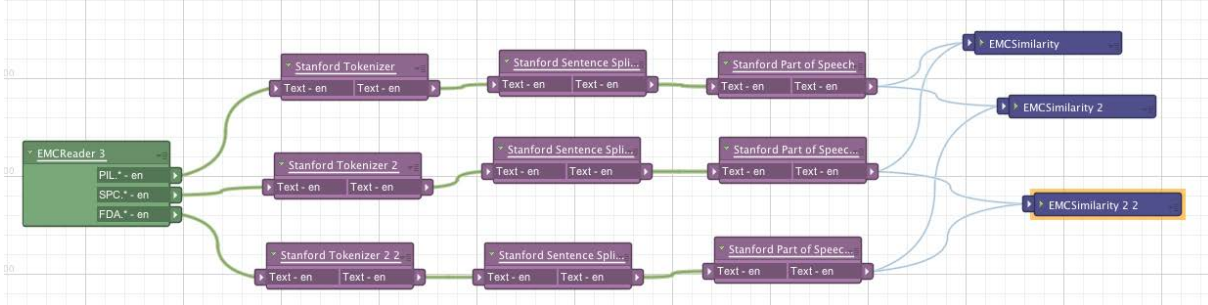 EMCReader 3
PIL.* - en
SPC.* - en
FDA.* - en
Stanford Tokenizer
Text - en Text - en
Stanford Sentence Spli...
Text - en Text - en
Stanford Part of Speech
Text - en Text - en
EMCSimilarity
EMCSimilarity 2
Stanford Tokenizer 2
Text - en Text - en
Stanford Sentence Spli...
Text - en Text - en
Stanford Part of Speec...
Text - en Text - en
EMCSimilarity 2 2
Stanford Tokenizer 2 2
Text - en Text - en
Stanford Sentence Spli...
Text - en Text - en
Stanford Part of Speec...
Text - en Text - en